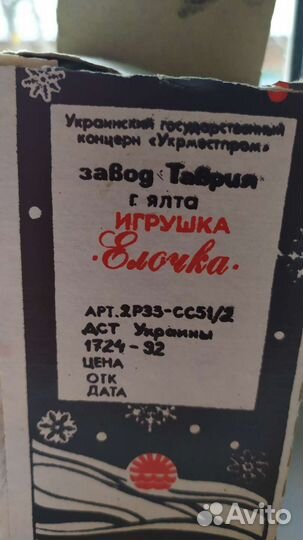 Украинский государственный
концерн «Укрместпром»
завод "Таврия"
г. ялта
ИГРУШКА
·Елочка·
АРТ. 2Р33-СС51/2
ДСТ Украины
1724-92
ЦЕНА
ОТК
ДАТА
Avito